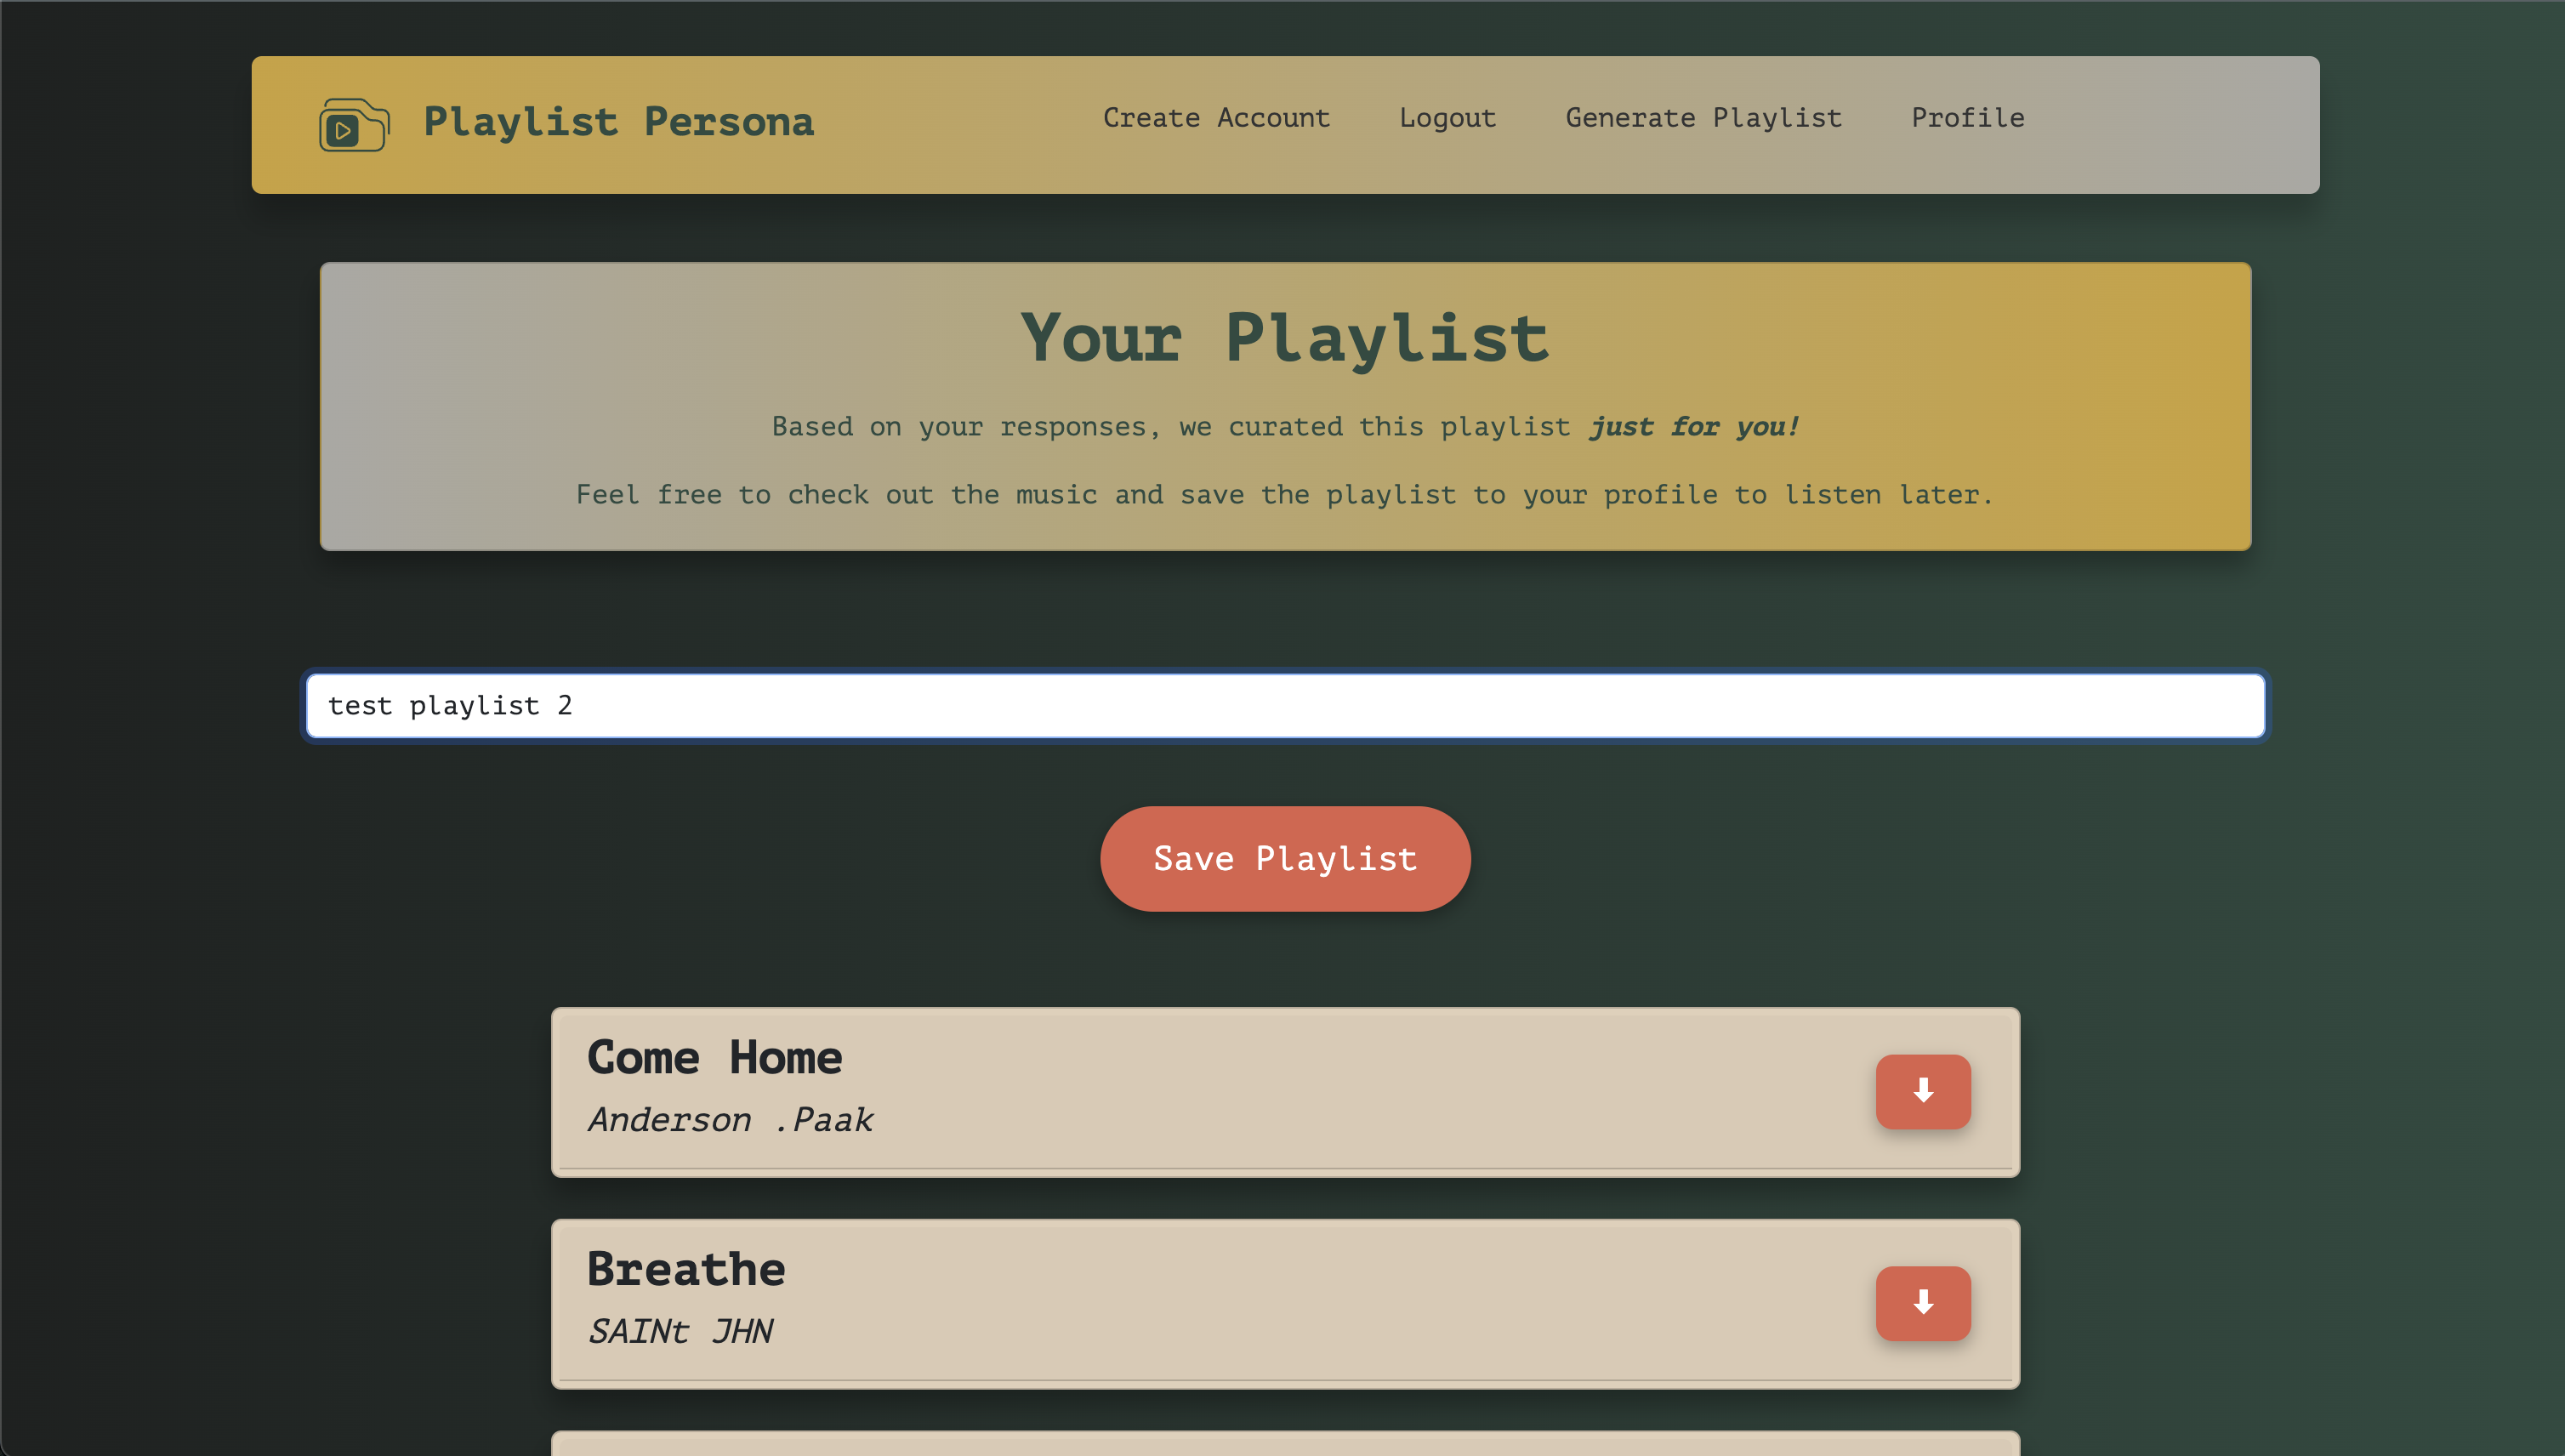 Playlist Persona
Create Account
Logout
Generate Playlist
Profile
Your Playlist
Based on your responses, we curated this playlist just for you!
Feel free to check out the music and save the playlist to your profile to listen later.
test playlist 2
Save Playlist
Come Home
Anderson .Paak
Breathe
SAINt JHN